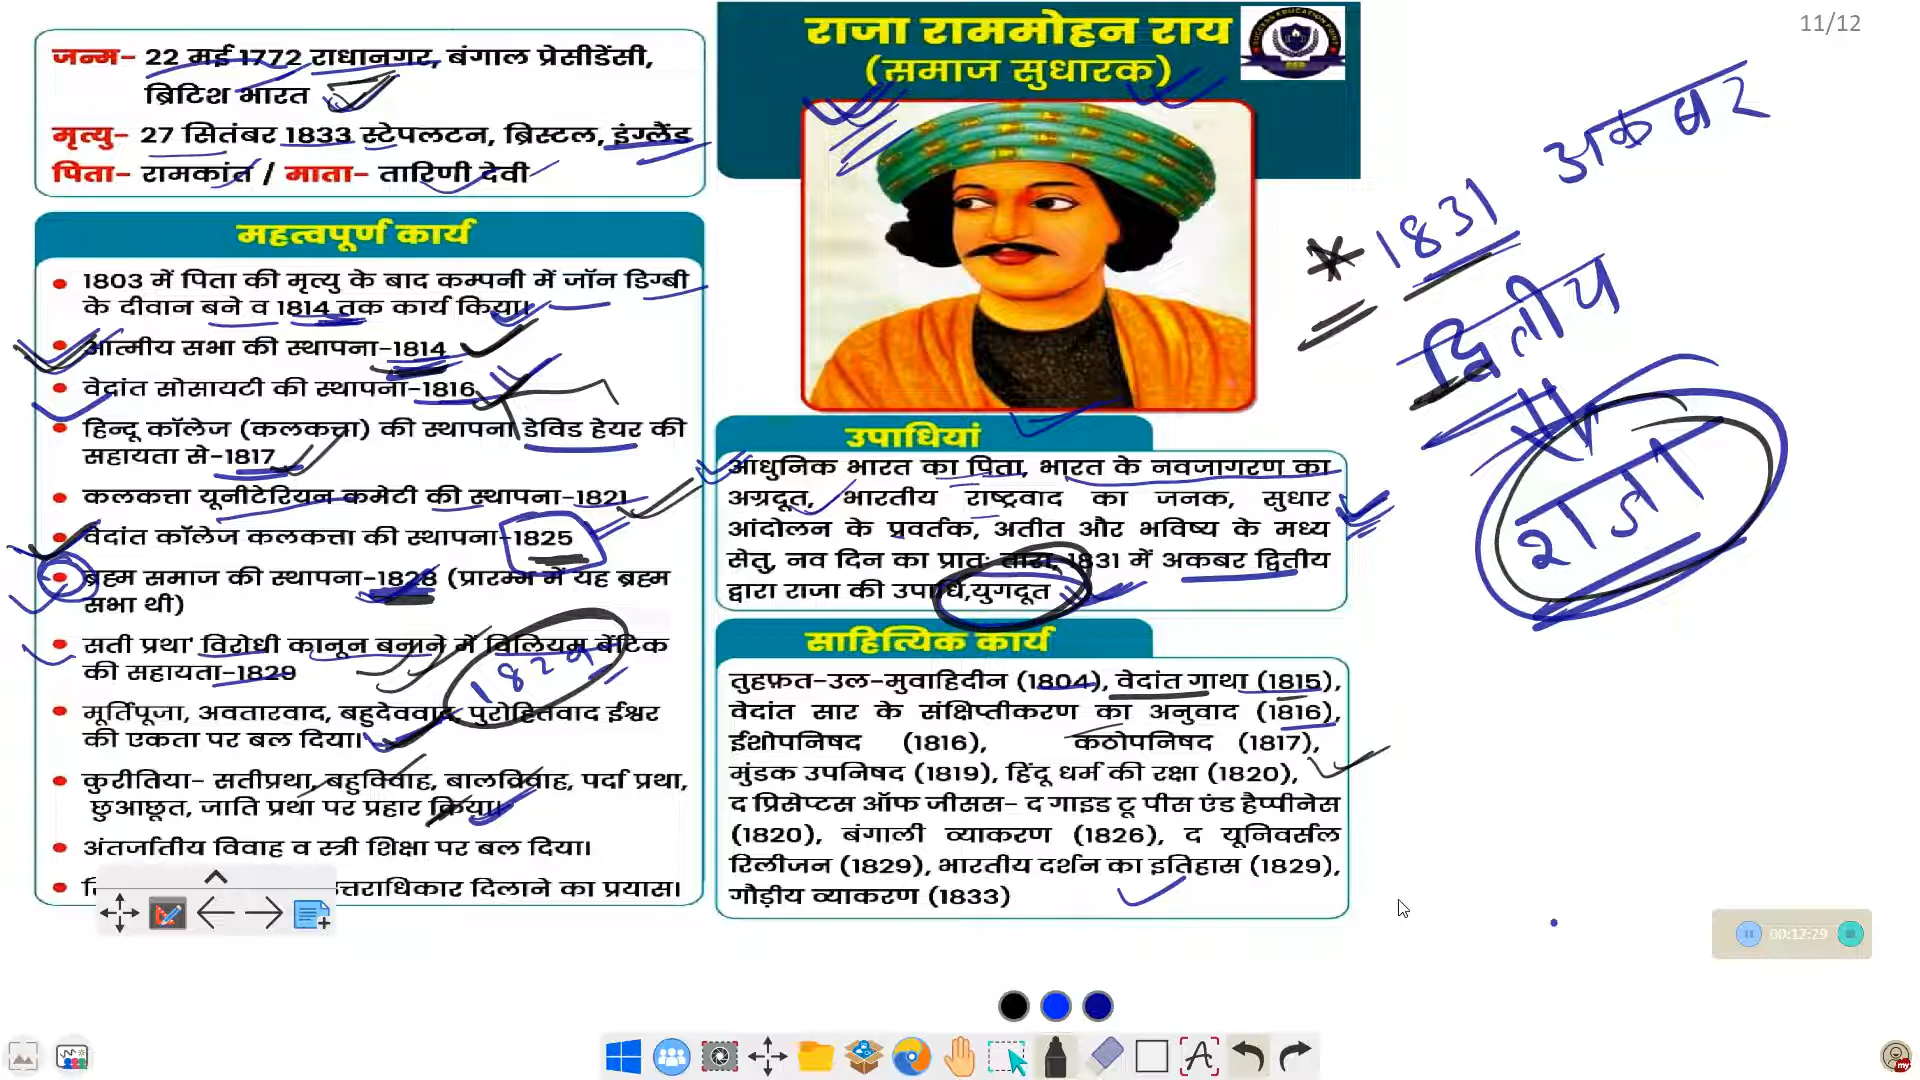 11/12
राजा राममोहन राय
(समाज सुधारक)
जन्म- 22 मई 1772 राधानगर, बंगाल प्रेसीडेंसी,
ब्रिटिश भारत
मृत्यु- 27 सितंबर 1833 स्टेपलटन, ब्रिस्टल, इंग्लैंड
पिता- रामकांत / माता- तारिणी देवी
महत्वपूर्ण कार्य
1803 में पिता की मृत्यु के बाद कम्पनी में जॉन डिग्बी
के दीवान बने व 1814 तक कार्य किया।
आत्मीय सभा की स्थापना-1814
वेदांत सोसायटी की स्थापना-1816
हिन्दू कॉलेज (कलकत्ता) की स्थापना डेविड हेयर की
सहायता से-1817
कलकत्ता यूनीटेरियन कमेटी की स्थापना-1821
वेदांत कॉलेज कलकत्ता की स्थापना-1825
ब्रह्म समाज की स्थापना-1828 (प्रारम्भ में यह ब्रह्म
सभा थी)
सती प्रथा' विरोधी कानून बनाने में विलियम बेंटिक
की सहायता-1829
1829
मूर्तिपूजा, अवतारवाद, बहुदेववाद, पुरोहितवाद ईश्वर
की एकता पर बल दिया।
कुरीतिया- सतीप्रथा, बहुविवाह, बालविवाह, पर्दा प्रथा,
छुआछूत, जाति प्रथा पर प्रहार किया।
अंतर्जातीय विवाह व स्त्री शिक्षा पर बल दिया।
त्तराधिकार दिलाने का प्रयास।
उपाधियां
आधुनिक भारत का पिता, भारत के नवजागरण का
अग्रदूत, भारतीय राष्ट्रवाद का जनक, सुधार
आंदोलन के प्रवर्तक, अतीत और भविष्य के मध्य
सेतु, नव दिन का प्रातः तारा, 1831 में अकबर द्वितीय
द्वारा राजा की उपाधि,युगदूत
साहित्यिक कार्य
तुहफ़त-उल-मुवाहिदीन (1804), वेदांत गाथा (1815),
वेदांत सार के संक्षिप्तीकरण का अनुवाद (1816),
ईशोपनिषद (1816), कठोपनिषद (1817),
मुंडक उपनिषद (1819), हिंदू धर्म की रक्षा (1820),
द प्रिसेप्टस ऑफ जीसस- द गाइड टू पीस एंड हैप्पीनेस
(1820), बंगाली व्याकरण (1826), द यूनिवर्सल
रिलीजन (1829), भारतीय दर्शन का इतिहास (1829),
गौड़ीय व्याकरण (1833)
अकबर
1831
द्वितीय
राजा
00:12:29